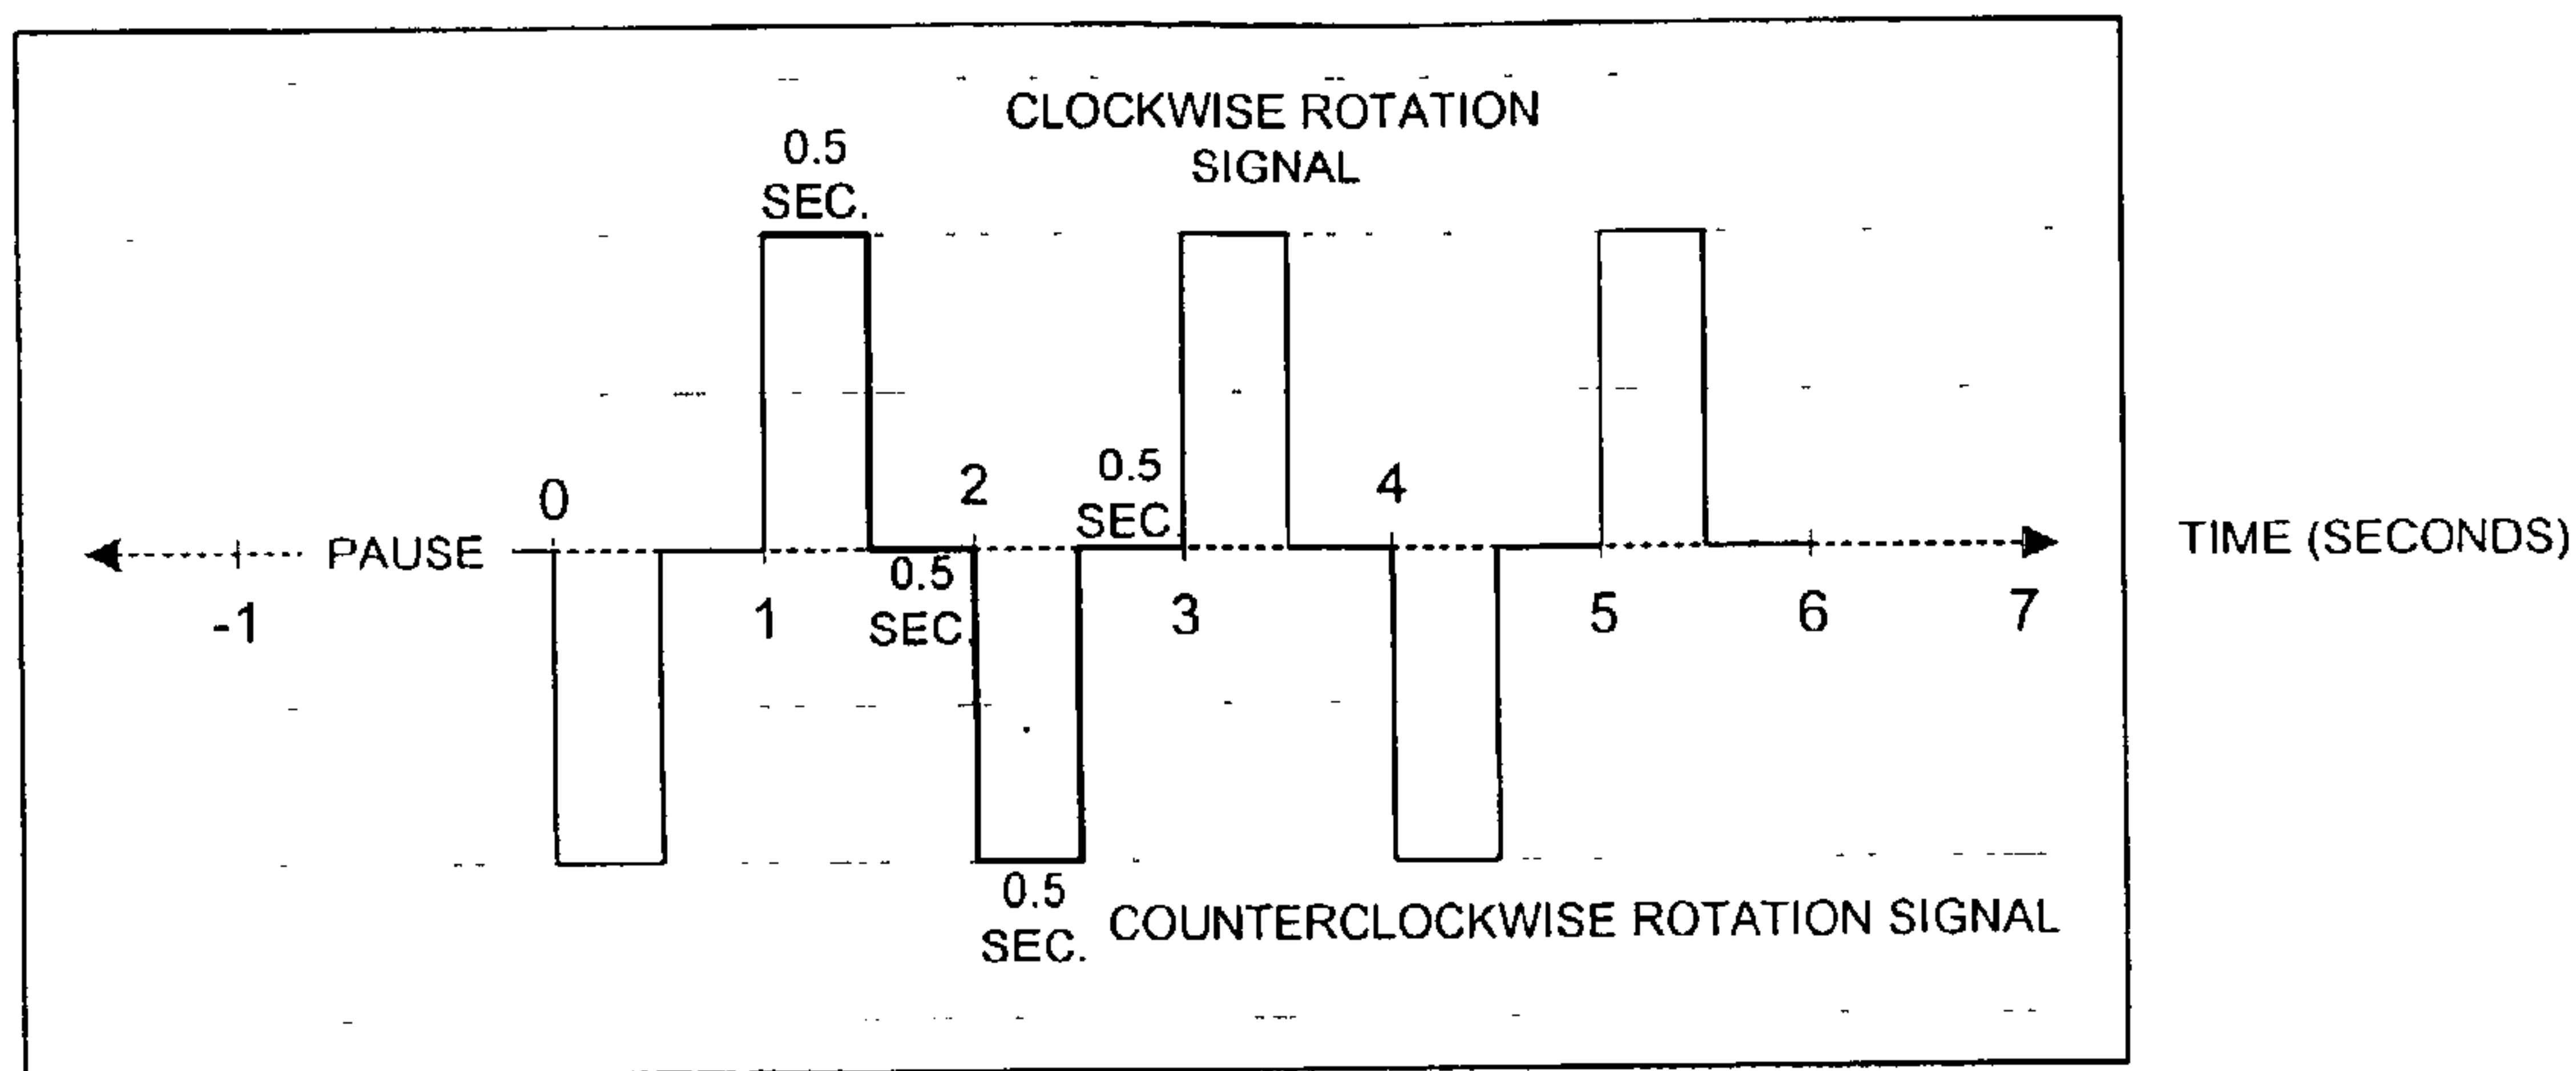 CLOCKWISE ROTATION
SIGNAL
0.5
SEC.
0.5
SEC.
0
2
4
PAUSE
TIME (SECONDS)
0.5
SEC.
-1
1
3
5
6
7
0.5
SEC.
COUNTERCLOCKWISE ROTATION SIGNAL